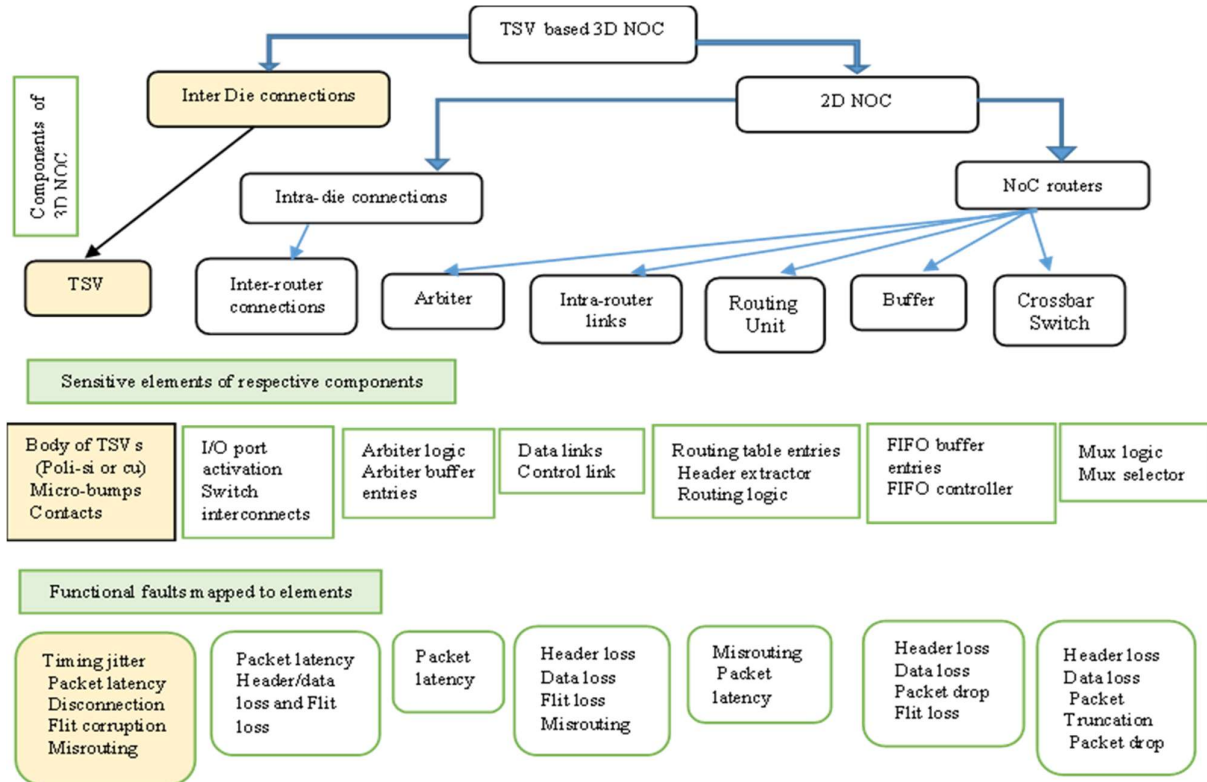 TSV based 3D NOC
Inter Die connections
2D NOC
Components of
3D NOC
Intra-die connections
NoC routers
TSV
Inter-router
connections
Arbiter
Intra-router
links
Routing
Unit
Buffer
Crossbar
Switch
Sensitive elements of respective components
Body of TSV s
(Poli-si or cu)
Micro-bumps
Contacts
I/O port
activation
Switch
interconnects
Arbiter logic
Arbiter buffer
entries
Data links
Control link
Routing table entries
Header extractor
Routing logic
FIFO buffer
entries
FIFO controller
Mux logic
Mux selector
Functional faults mapped to elements
Timing jitter
Packet latency
Disconnection
Flit corruption
Misrouting
Packet latency
Header/data
loss and Flit
loss
Packet
latency
Header loss
Data loss
Flit loss
Misrouting
Misrouting
Packet
latency
Header loss
Data loss
Packet drop
Flit loss
Header loss
Data loss
Packet
Truncation
Packet drop